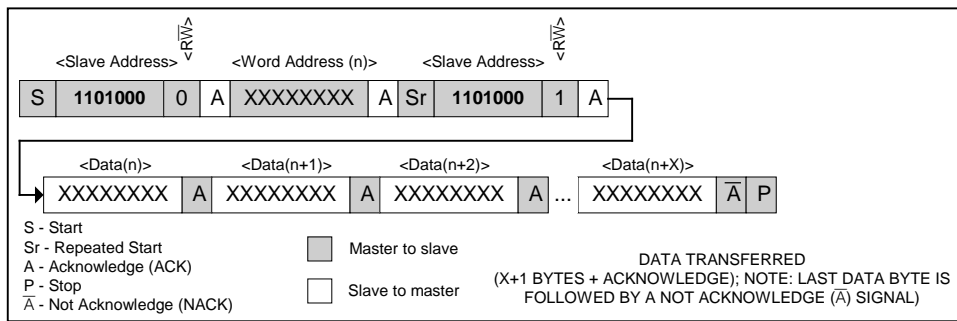 <RW̅>
<RW̅>
<Slave Address>
<Word Address (n)>
<Slave Address>
S 1101000 0 A XXXXXXXX A Sr 1101000 1 A
<Data(n)> <Data(n+1)> <Data(n+2)> <Data(n+X)>
XXXXXXXX A XXXXXXXX A XXXXXXXX A ... XXXXXXXX A̅ P
S - Start
Sr - Repeated Start
A - Acknowledge (ACK)
P - Stop
A̅ - Not Acknowledge (NACK)
Master to slave
Slave to master
DATA TRANSFERRED
(X+1 BYTES + ACKNOWLEDGE); NOTE: LAST DATA BYTE IS
FOLLOWED BY A NOT ACKNOWLEDGE (A̅) SIGNAL)